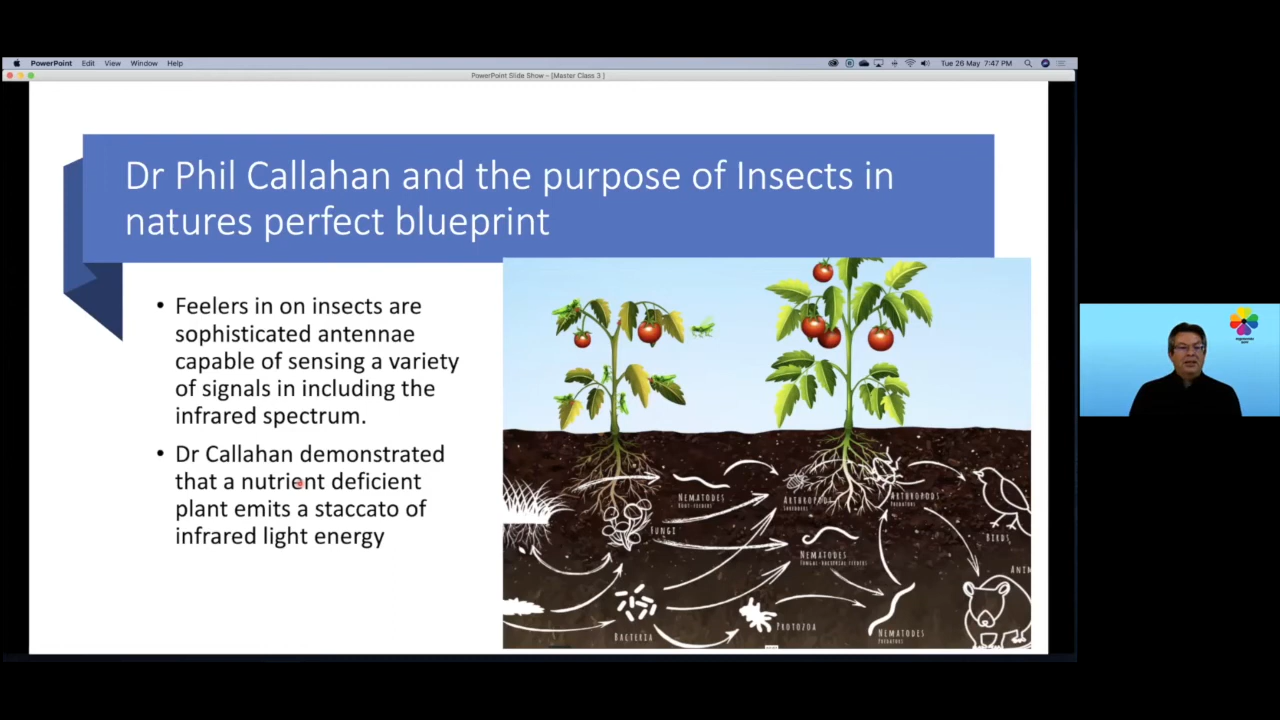 PowerPoint Edit View Window Help
Tue 26 May 7:47 PM
PowerPoint Slide Show - [Master Class 3 ]
Dr Phil Callahan and the purpose of Insects in
natures perfect blueprint
• Feelers in on insects are
sophisticated antennae
capable of sensing a variety
of signals in including the
infrared spectrum.
• Dr Callahan demonstrated
that a nutrient deficient
plant emits a staccato of
infrared light energy
NEMATODES
ROOT-FEEDERS
ARTHROPODS
SHREDDERS
ARTHROPODS
PREDATORS
FUNGI
BIRDS
NEMATODES
FUNGAL-BACTERIAL FEEDERS
ANIM
BACTERIA
PROTOZOA
NEMATODES
PREDATORS